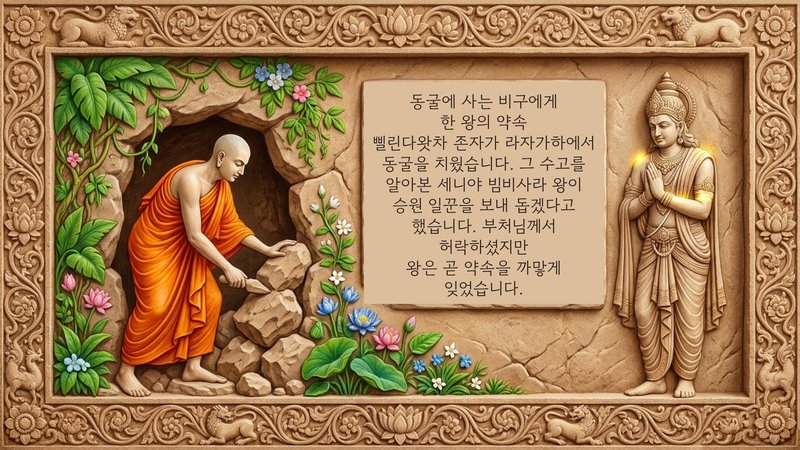 동굴에 사는 비구에게
한 왕의 약속
삘린다왓차 존자가 라자가하에서
동굴을 치웠습니다. 그 수고를
알아본 세니야 빔비사라 왕이
승원 일꾼을 보내 돕겠다고
했습니다. 부처님께서
허락하셨지만
왕은 곧 약속을 까맣게
잊었습니다.